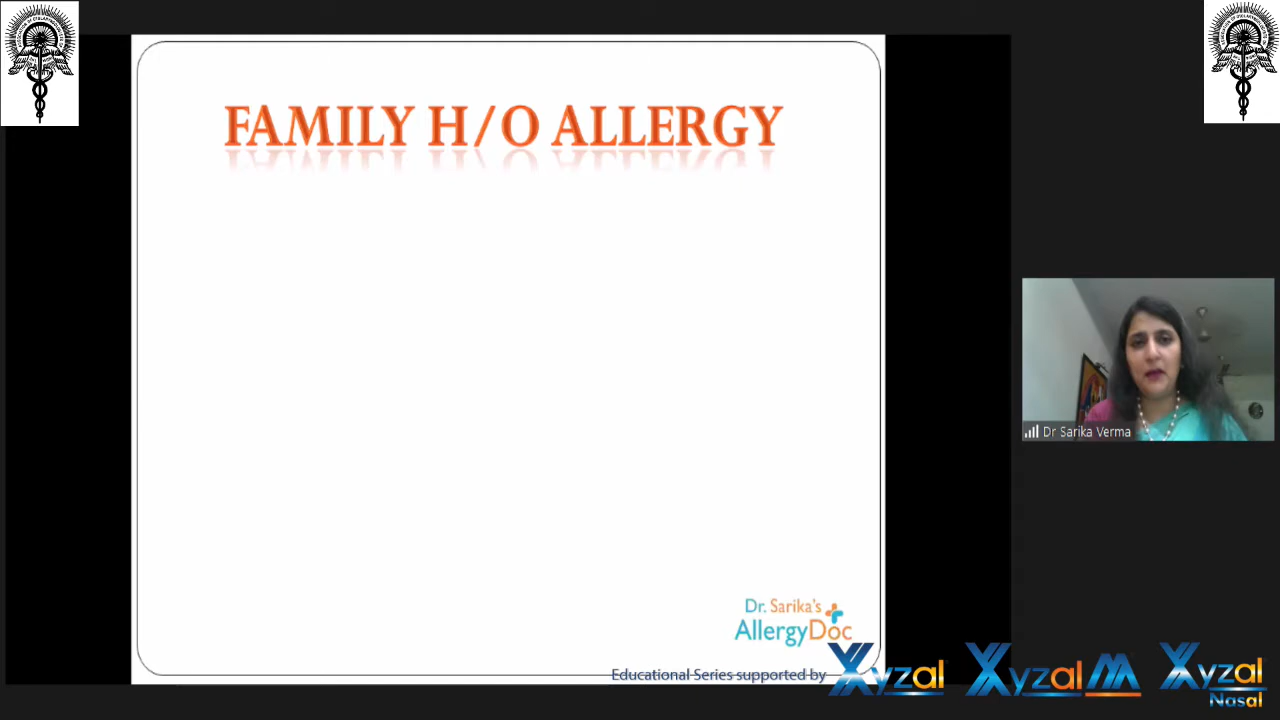 FAMILY H/O ALLERGY
Dr Sarika Verma
Dr. Sarika's
AllergyDoc
Educational Series supported by Xyzal Xyzal M Xyzal
Nasal